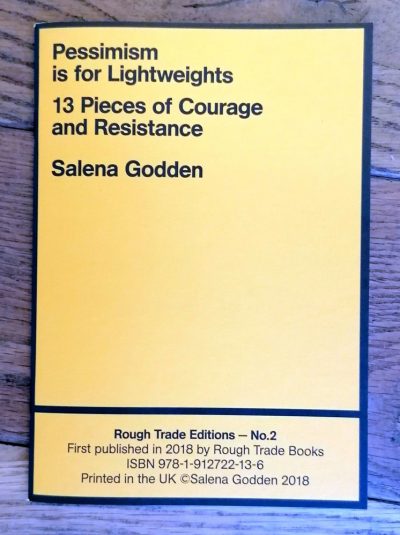 Pessimism
is for Lightweights
13 Pieces of Courage
and Resistance
Salena Godden
Rough Trade Editions — No.2
First published in 2018 by Rough Trade Books
ISBN 978-1-912722-13-6
Printed in the UK ©Salena Godden 2018